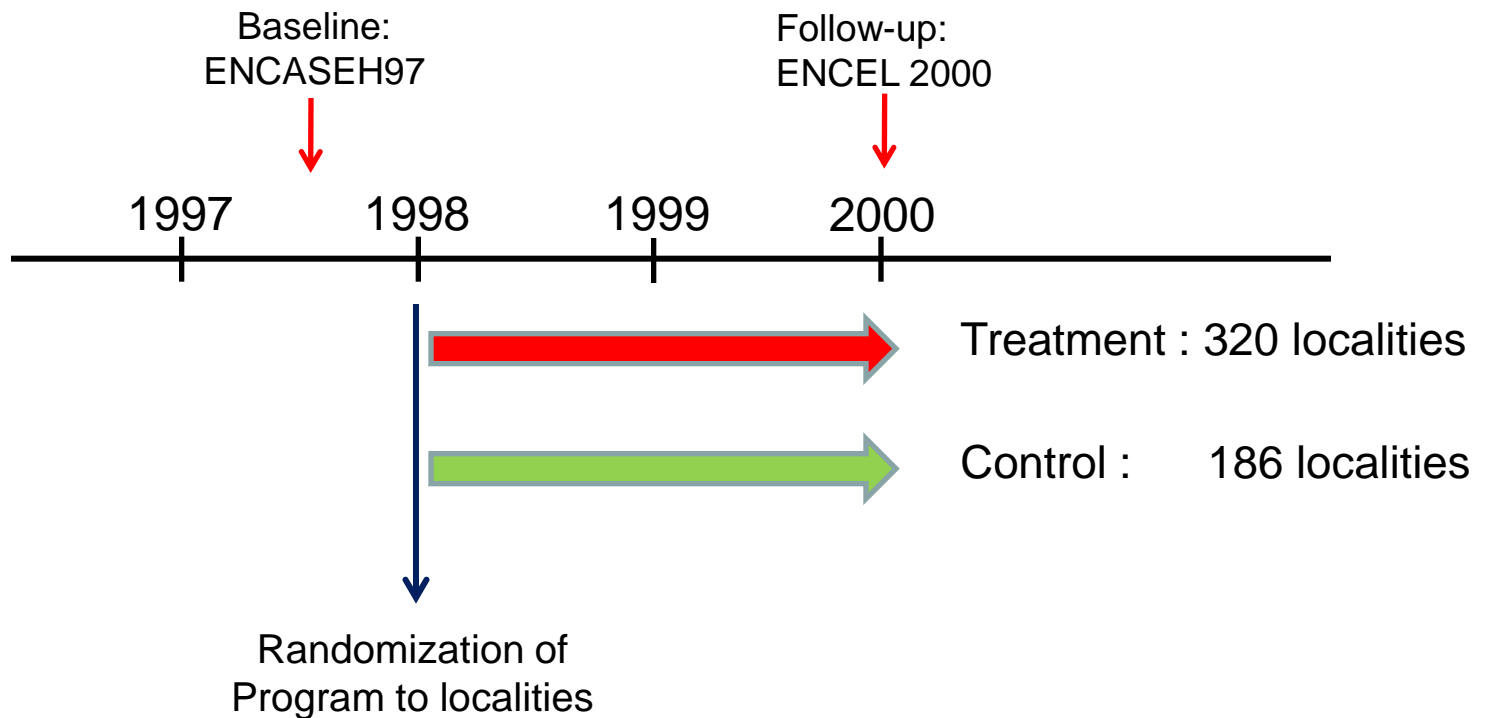 Baseline:
ENCASEH97
Follow-up:
ENCEL 2000
1997 1998 1999 2000
Treatment : 320 localities
Control : 186 localities
Randomization of
Program to localities